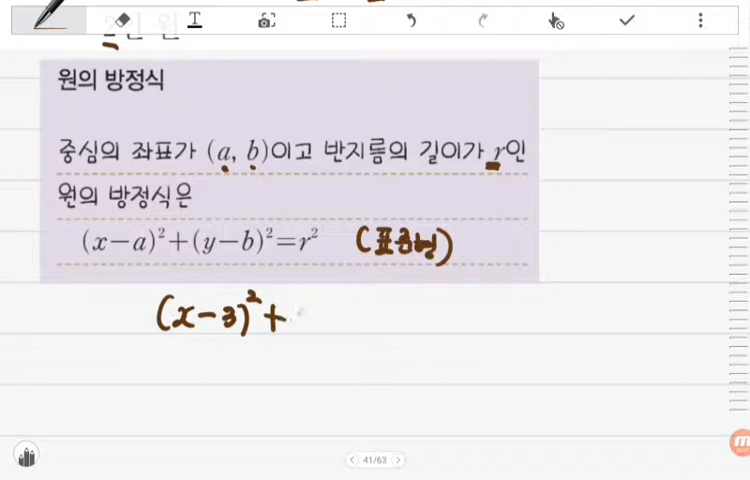 원의 방정식
중심의 좌표가 (a, b)이고 반지름의 길이가 r인
원의 방정식은
(x-a)²+(y-b)²=r² (표준형)
(x-3)²+
41/63